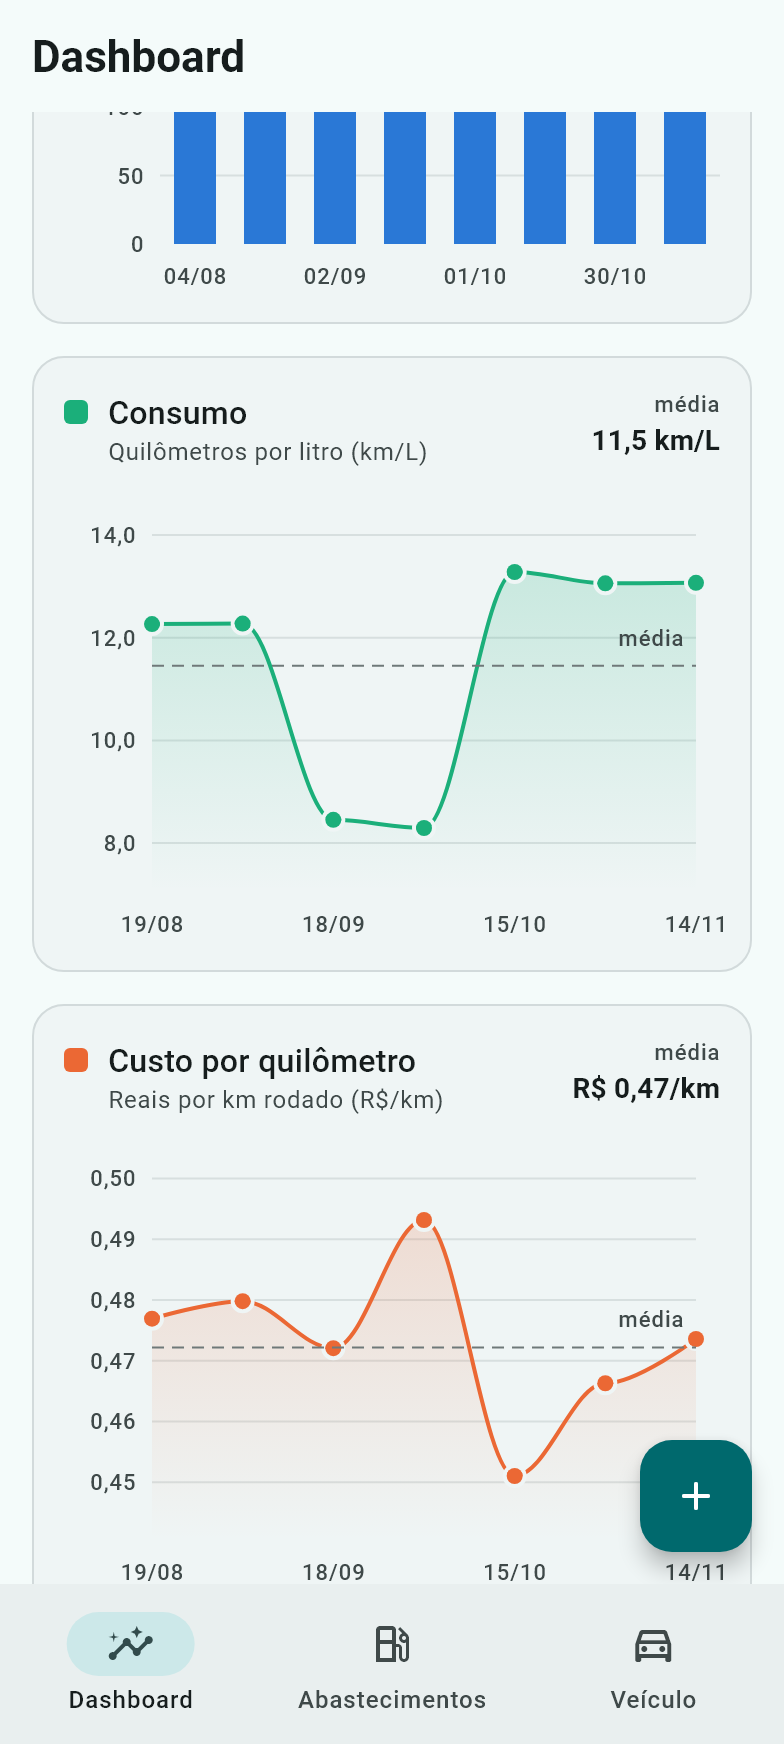 Dashboard
50
0
04/08 02/09 01/10 30/10
Consumo
média
Quilômetros por litro (km/L)
11,5 km/L
14,0
12,0
média
10,0
8,0
19/08 18/09 15/10 14/11
Custo por quilômetro
média
Reais por km rodado (R$/km)
R$ 0,47/km
0,50
0,49
0,48
média
0,47
0,46
0,45
19/08 18/09 15/10 14/11
Dashboard Abastecimentos Veículo